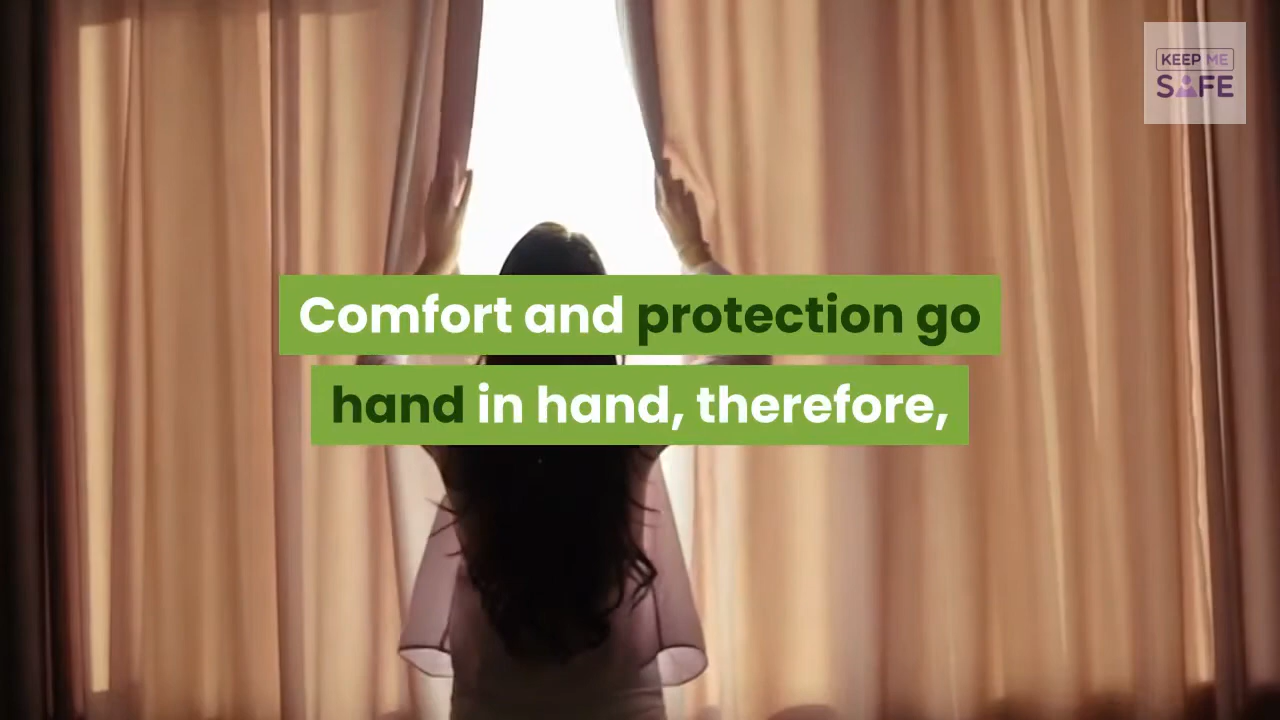 KEEP ME
SAFE
Comfort and protection go
hand in hand, therefore,